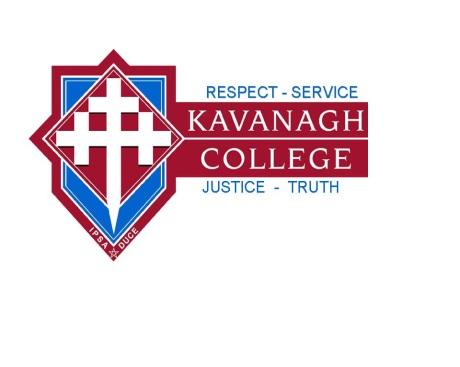 RESPECT - SERVICE
KAVANAGH
COLLEGE
JUSTICE - TRUTH
IPSA DUCE